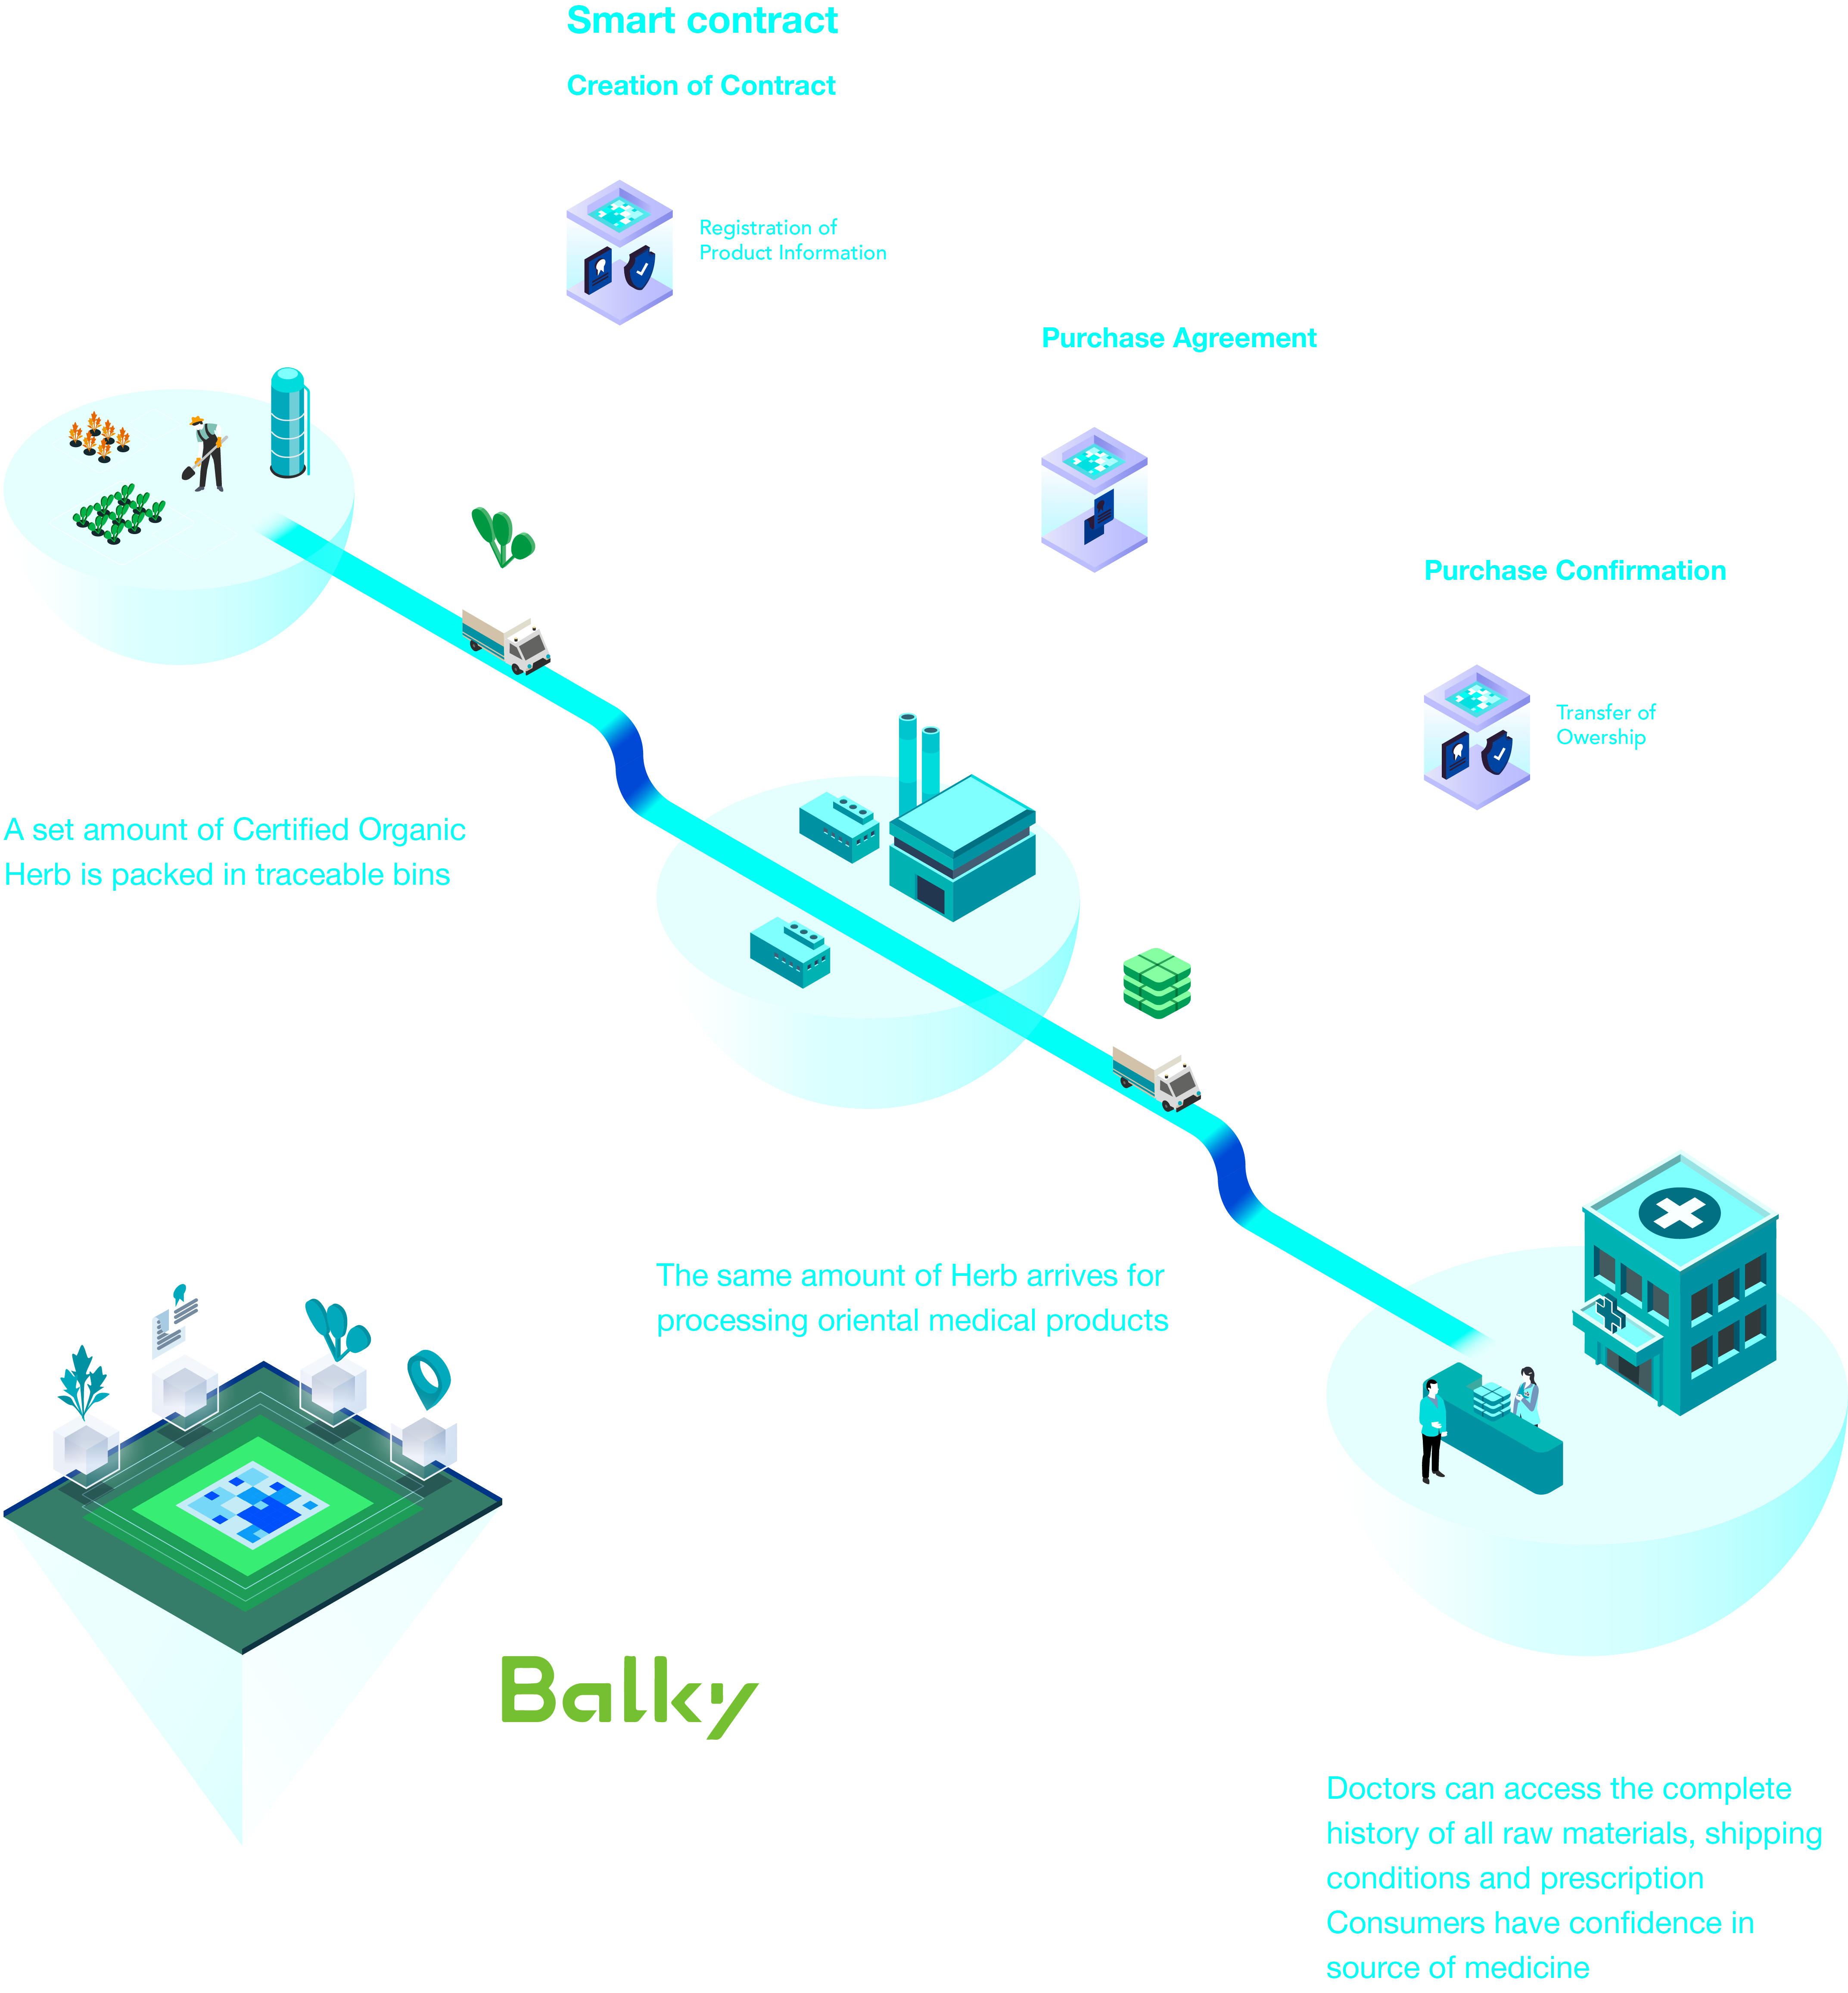 Smart contract
Creation of Contract
Registration of
Product Information
Purchase Agreement
Purchase Confirmation
Transfer of
Owership
A set amount of Certified Organic
Herb is packed in traceable bins
The same amount of Herb arrives for
processing oriental medical products
Balky
Doctors can access the complete
history of all raw materials, shipping
conditions and prescription
Consumers have confidence in
source of medicine